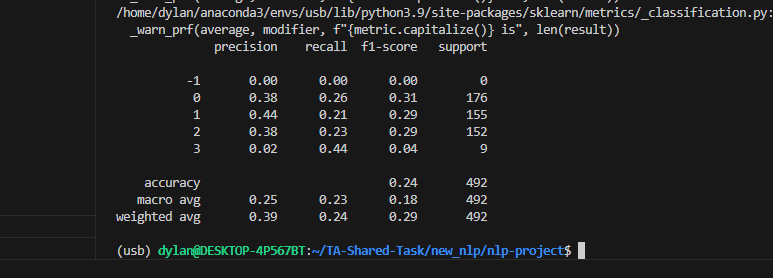 /home/dylan/anaconda3/envs/usb/lib/python3.9/site-packages/sklearn/metrics/_classification.py:
_warn_prf(average, modifier, f"{metric.capitalize()} is", len(result))
precision recall f1-score support
-1 0.00 0.00 0.00 0
0 0.38 0.26 0.31 176
1 0.44 0.21 0.29 155
2 0.38 0.23 0.29 152
3 0.02 0.44 0.04 9
accuracy 0.24 492
macro avg 0.25 0.23 0.18 492
weighted avg 0.39 0.24 0.29 492
(usb) dylan@DESKTOP-4P567BT:~/TA-Shared-Task/new_nlp/nlp-project$